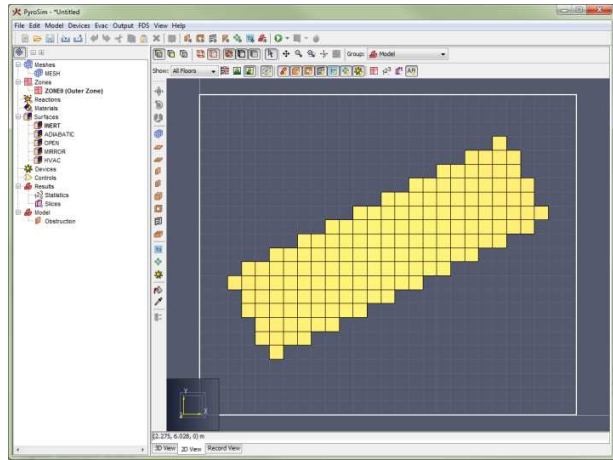 PyroSim - *Untitled
File Edit Model Devices Evac Output FDS View Help
Group: Model
Show: All Floors
Meshes
MESH
Zones
ZONE0 (Outer Zone)
Reactions
Materials
Surfaces
INERT
ADIABATIC
OPEN
MIRROR
HVAC
Devices
Controls
Results
Statistics
Slices
Model
Obstruction
Y
Z X
(2.275, 6.028, 0) m
3D View 2D View Record View